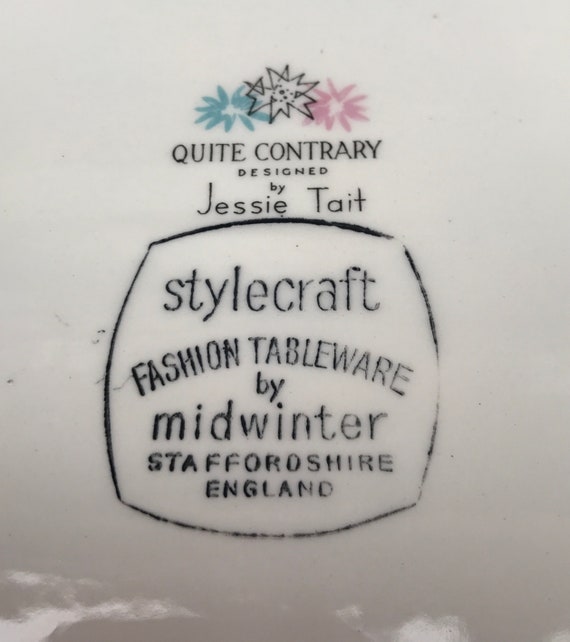 QUITE CONTRARY
DESIGNED
by
Jessie Tait
stylecraft
FASHION TABLEWARE
by
midwinter
STAFFORDSHIRE
ENGLAND